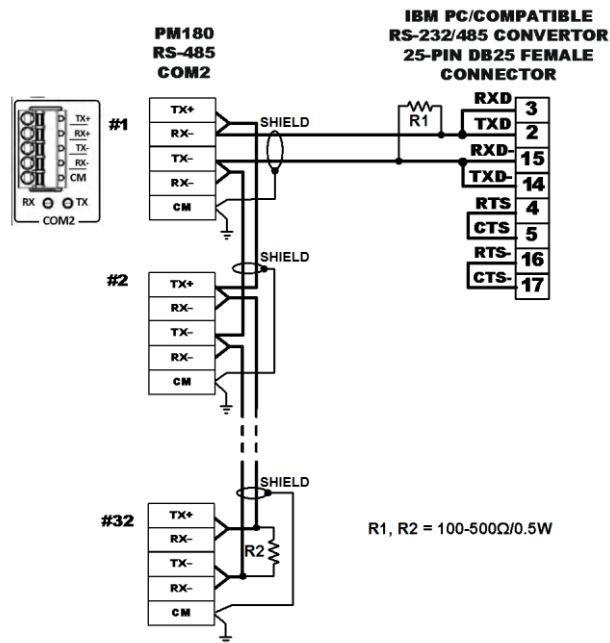 IBM PC/COMPATIBLE
RS-232/485 CONVERTOR
25-PIN DB25 FEMALE
CONNECTOR
PM180
RS-485
COM2
TX+
RX+
TX-
RX-
CM
RX TX
COM2
#1
TX+
RX–
TX–
RX–
CM
SHIELD
R1
RXD 3
TXD 2
RXD- 15
TXD- 14
RTS 4
CTS 5
RTS- 16
CTS- 17
#2
SHIELD
TX+
RX–
TX–
RX–
CM
#32
SHIELD
TX+
RX–
TX–
RX–
CM
R2
R1, R2 = 100-500Ω/0.5W